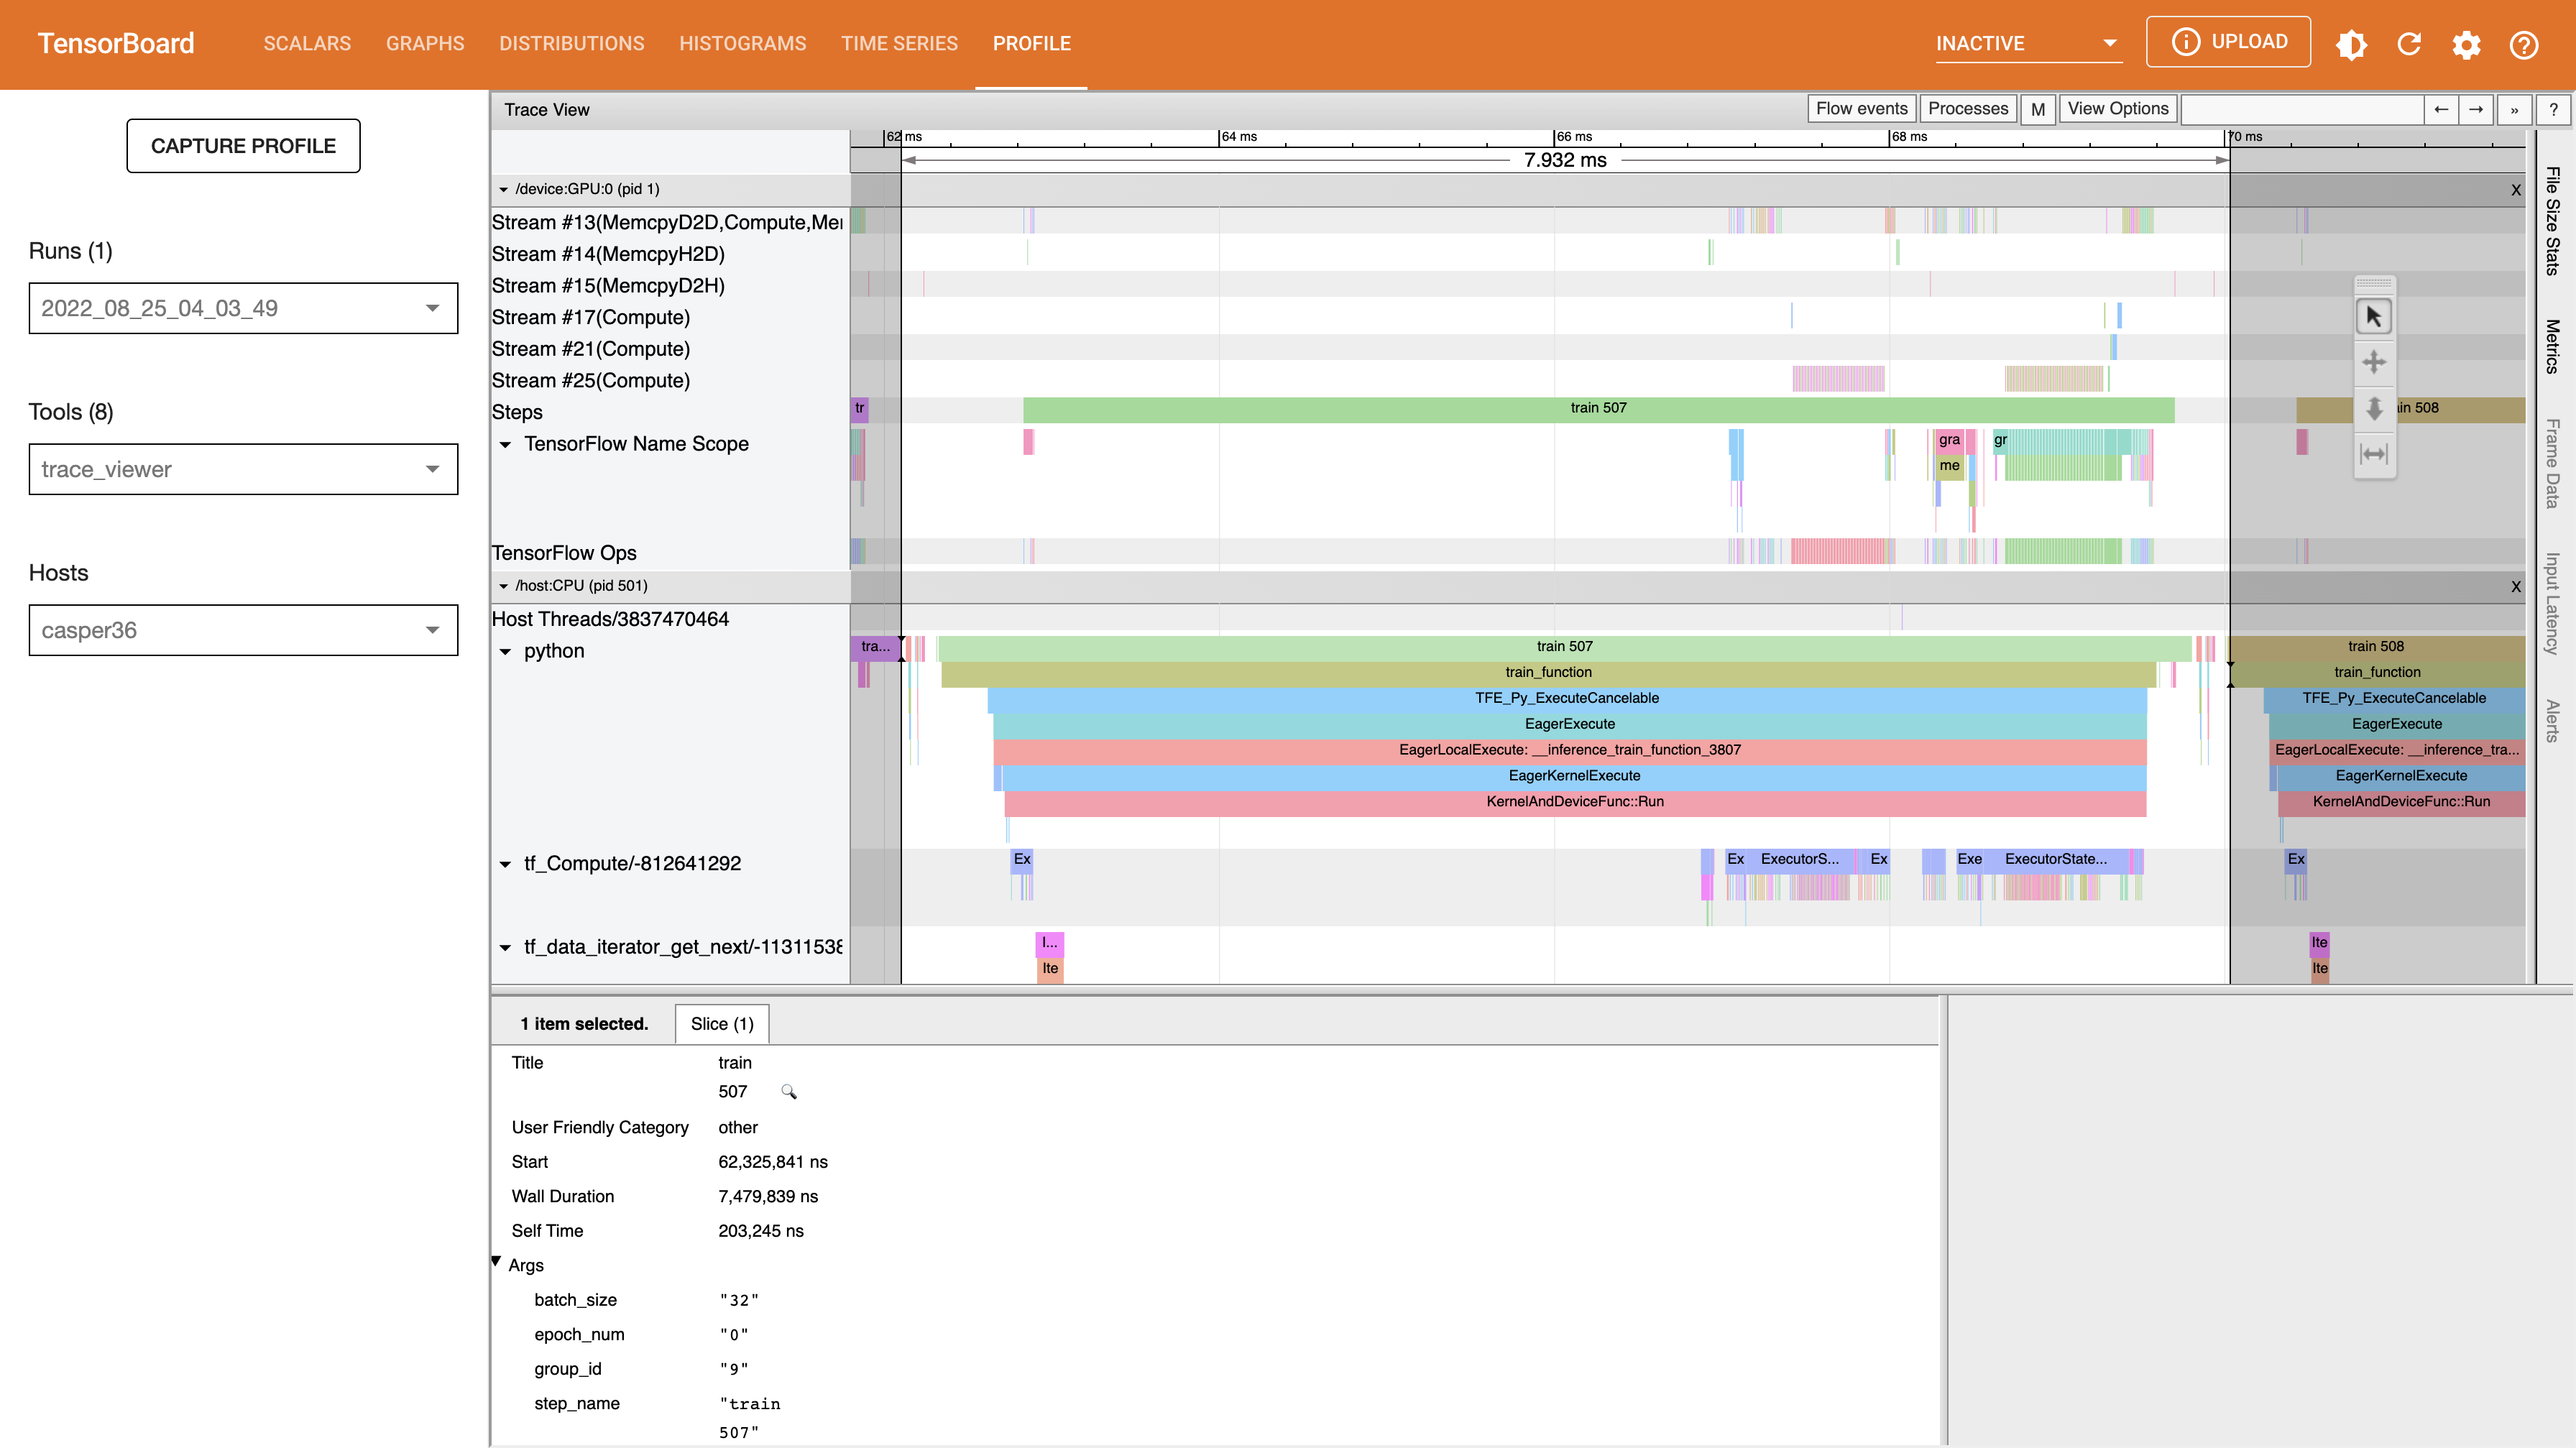 TensorBoard
SCALARS
GRAPHS
DISTRIBUTIONS
HISTOGRAMS
TIME SERIES
PROFILE
INACTIVE
UPLOAD
CAPTURE PROFILE
Runs (1)
2022_08_25_04_03_49
Tools (8)
trace_viewer
Hosts
casper36
Trace View
Flow events
Processes
M
View Options
←
→
»
?
62 ms
64 ms
66 ms
68 ms
70 ms
7.932 ms
/device:GPU:0 (pid 1)
X
Stream #13(MemcpyD2D,Compute,Me
Stream #14(MemcpyH2D)
Stream #15(MemcpyD2H)
Stream #17(Compute)
Stream #21(Compute)
Stream #25(Compute)
Steps
tr
train 507
ain 508
TensorFlow Name Scope
gra
gr
me
TensorFlow Ops
/host:CPU (pid 501)
X
Host Threads/3837470464
python
tra...
train 507
train 508
train_function
train_function
TFE_Py_ExecuteCancelable
TFE_Py_ExecuteCancelable
EagerExecute
EagerExecute
EagerLocalExecute: __inference_train_function_3807
EagerLocalExecute: __inference_tra...
EagerKernelExecute
EagerKernelExecute
KernelAndDeviceFunc::Run
KernelAndDeviceFunc::Run
tf_Compute/-812641292
Ex
Ex
ExecutorS...
Ex
Exe
ExecutorState...
Ex
tf_data_iterator_get_next/-1131153
I...
Ite
Ite
Ite
File Size Stats
Metrics
Frame Data
Input Latency
Alerts
1 item selected.
Slice (1)
Title
train
507
User Friendly Category
other
Start
62,325,841 ns
Wall Duration
7,479,839 ns
Self Time
203,245 ns
Args
batch_size
"32"
epoch_num
"0"
group_id
"9"
step_name
"train
507"